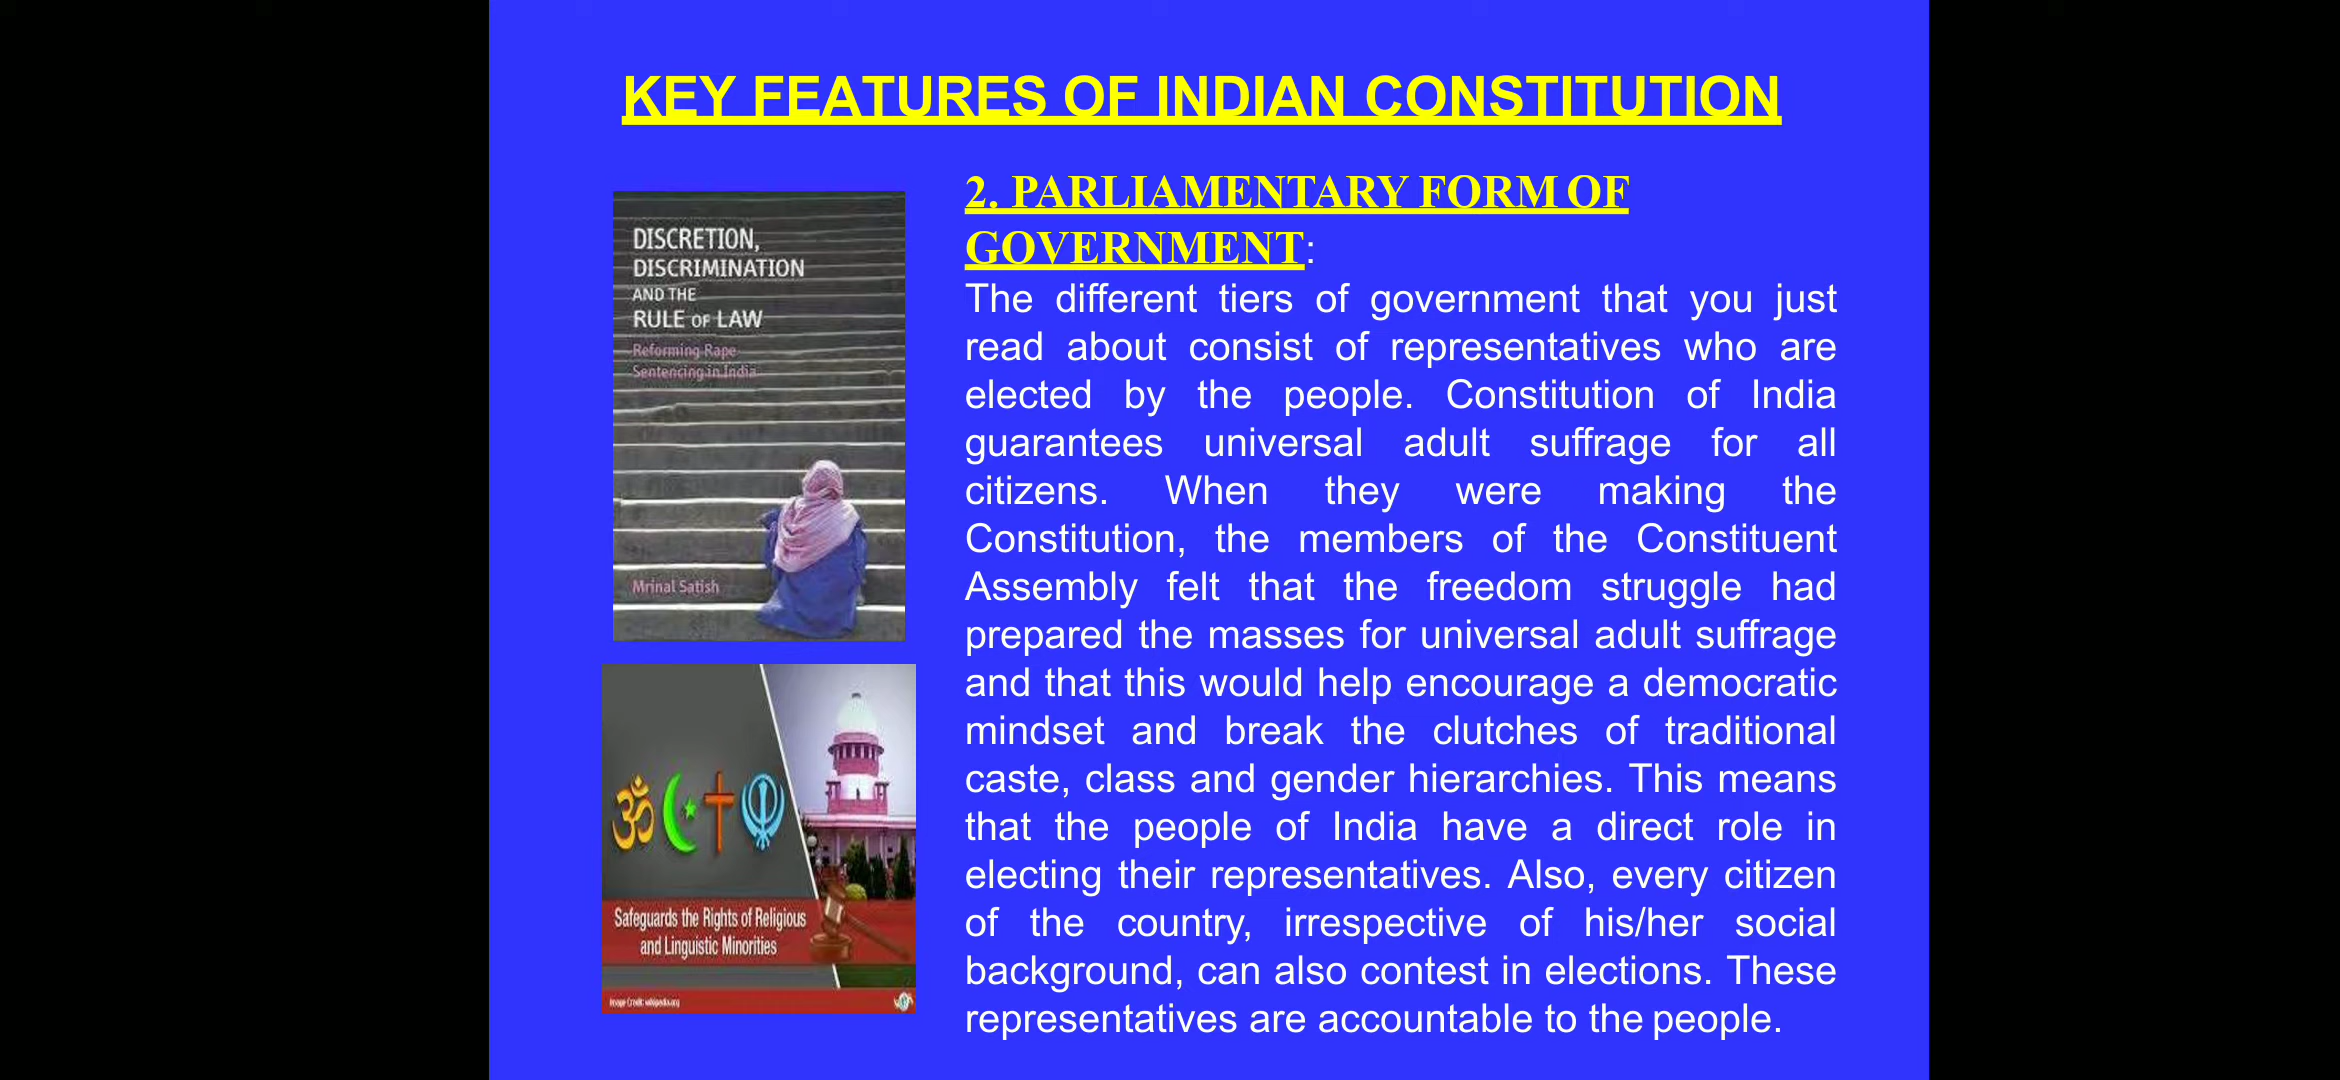 KEY FEATURES OF INDIAN CONSTITUTION
DISCRETION,
DISCRIMINATION
AND THE
RULE OF LAW
Reforming Rape
Sentencing in India
Mrinal Satish
Safeguards the Rights of Religious
and Linguistic Minorities
Image Credit: wikipedia.org
2. PARLIAMENTARY FORM OF
GOVERNMENT:
The different tiers of government that you just
read about consist of representatives who are
elected by the people. Constitution of India
guarantees universal adult suffrage for all
citizens. When they were making the
Constitution, the members of the Constituent
Assembly felt that the freedom struggle had
prepared the masses for universal adult suffrage
and that this would help encourage a democratic
mindset and break the clutches of traditional
caste, class and gender hierarchies. This means
that the people of India have a direct role in
electing their representatives. Also, every citizen
of the country, irrespective of his/her social
background, can also contest in elections. These
representatives are accountable to the people.